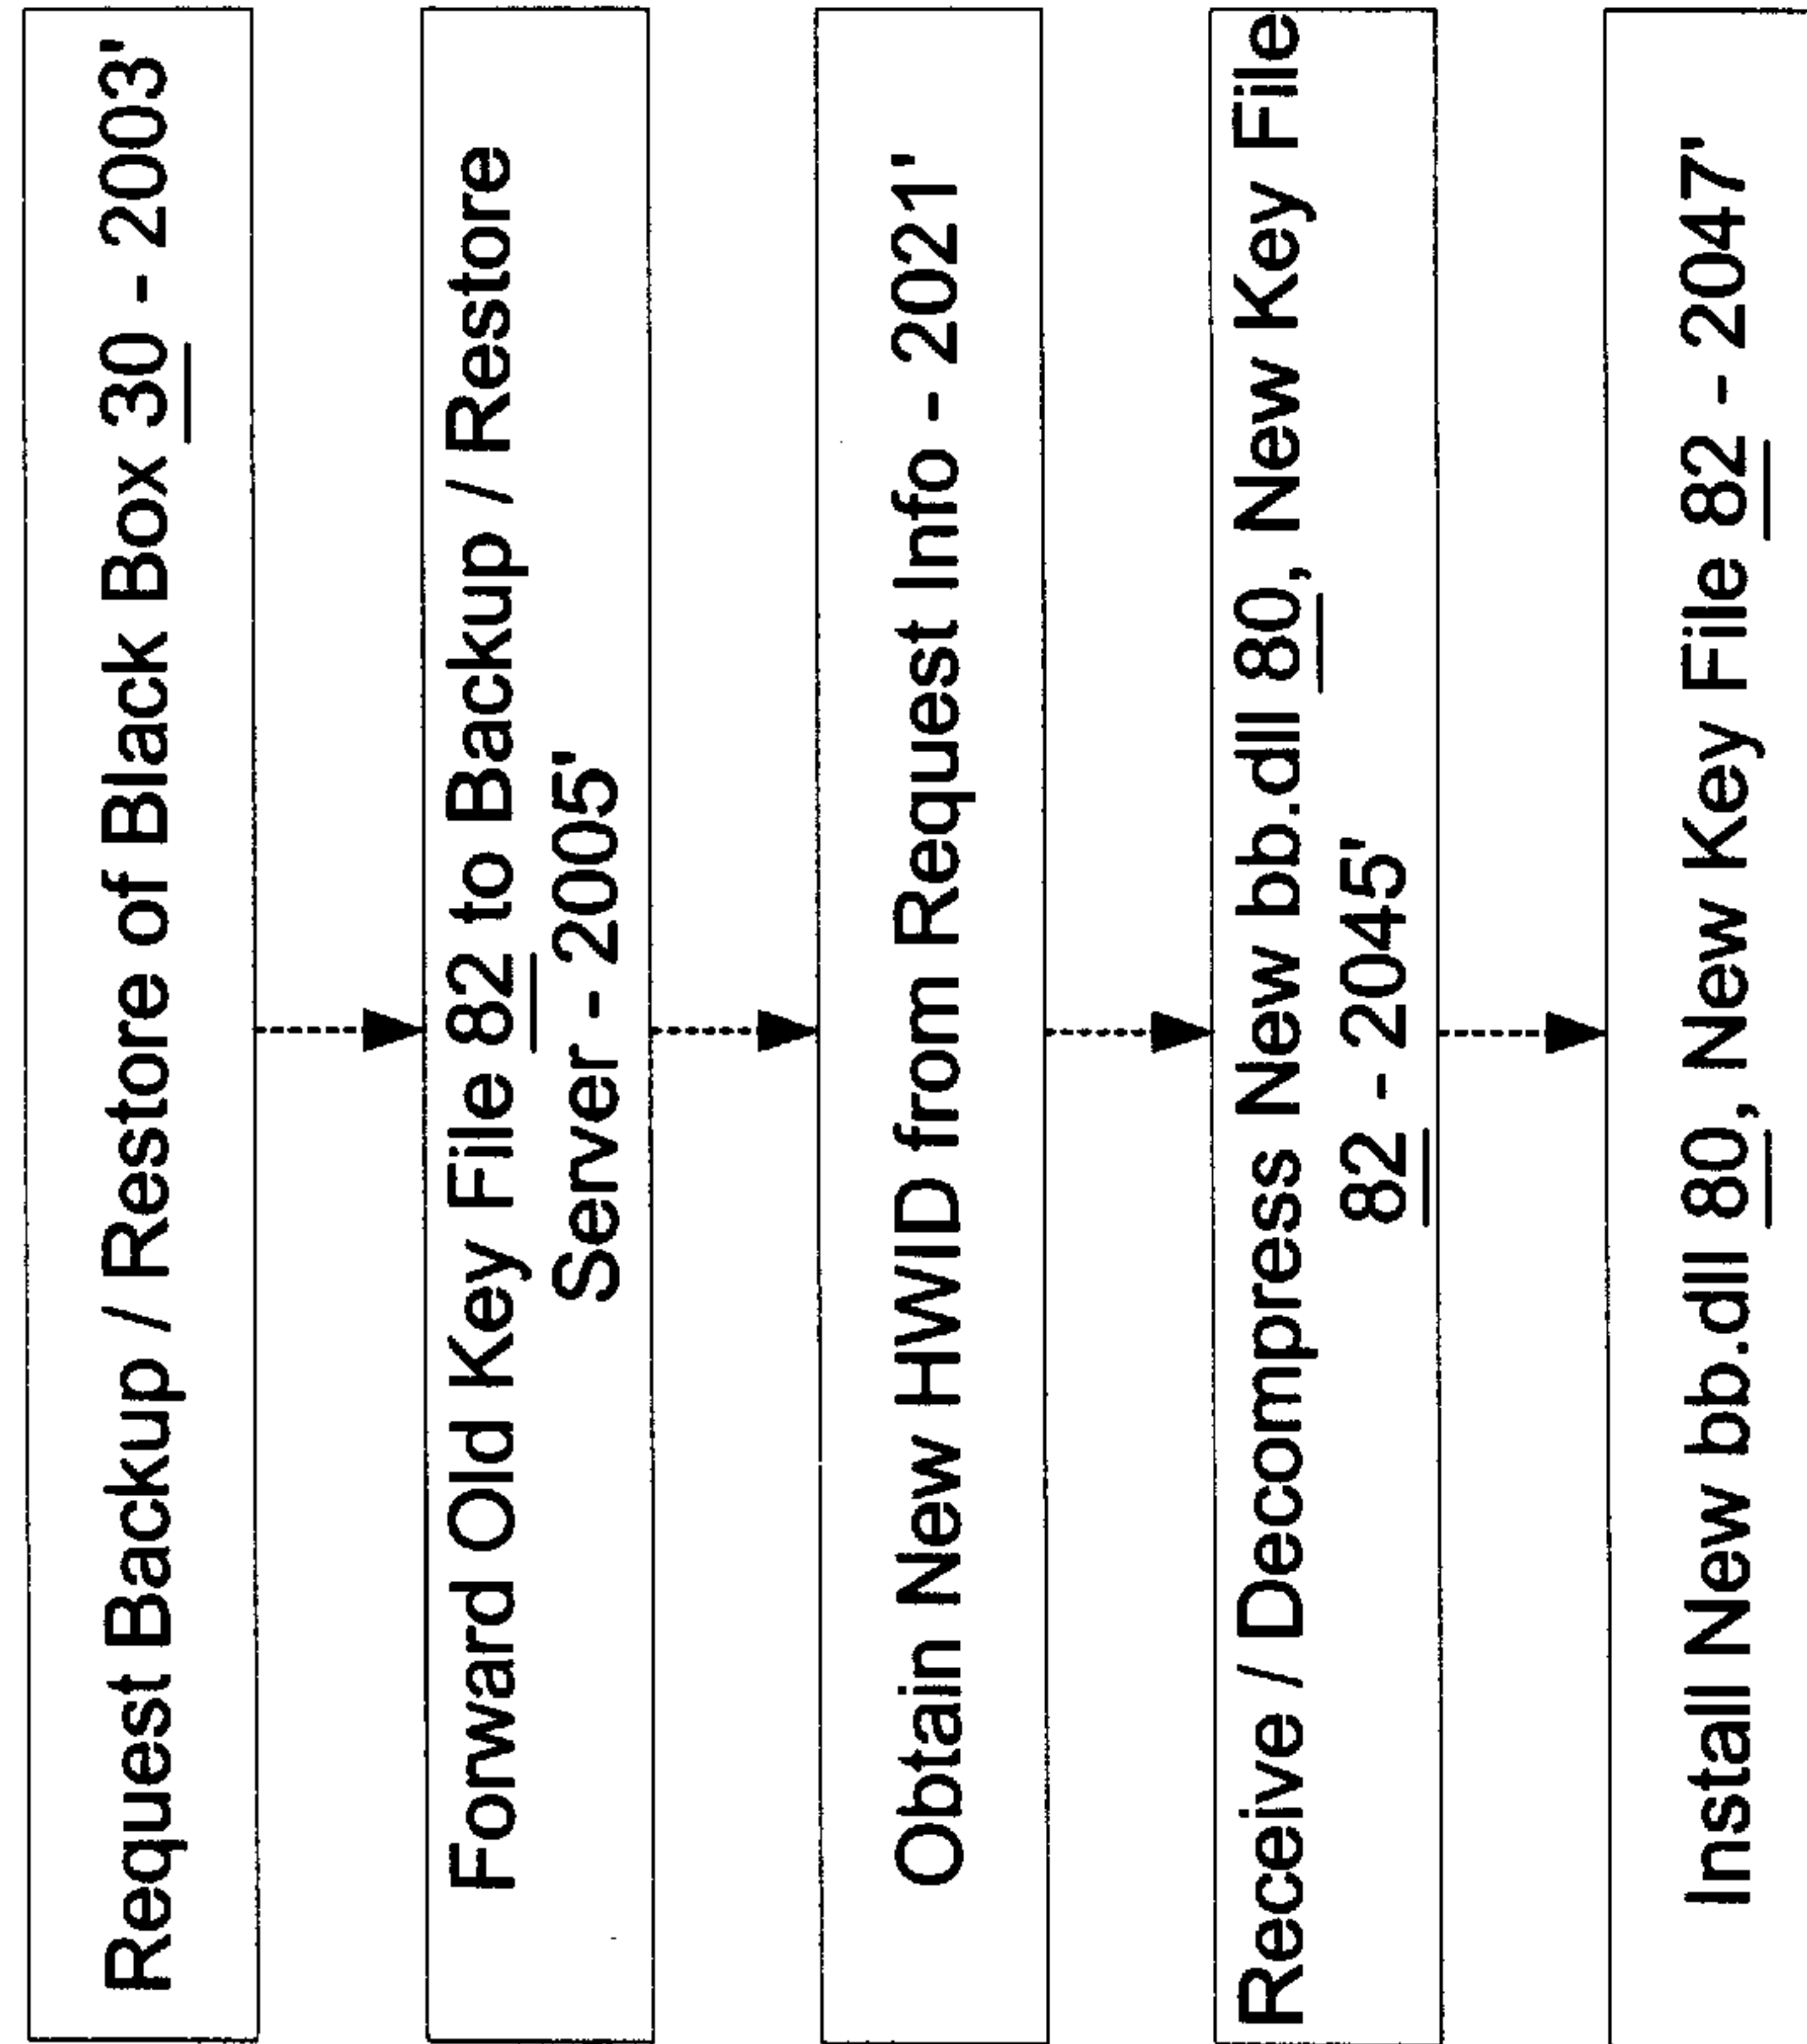 Request Backup / Restore of Black Box 30 - 2003'
Forward Old Key File 82 to Backup / Restore
Server - 2005'
Obtain New HWID from Request Info - 2021'
Receive / Decompress New bb.dll 80, New Key File
82 - 2045'
Install New bb.dll 80, New Key File 82 - 2047'